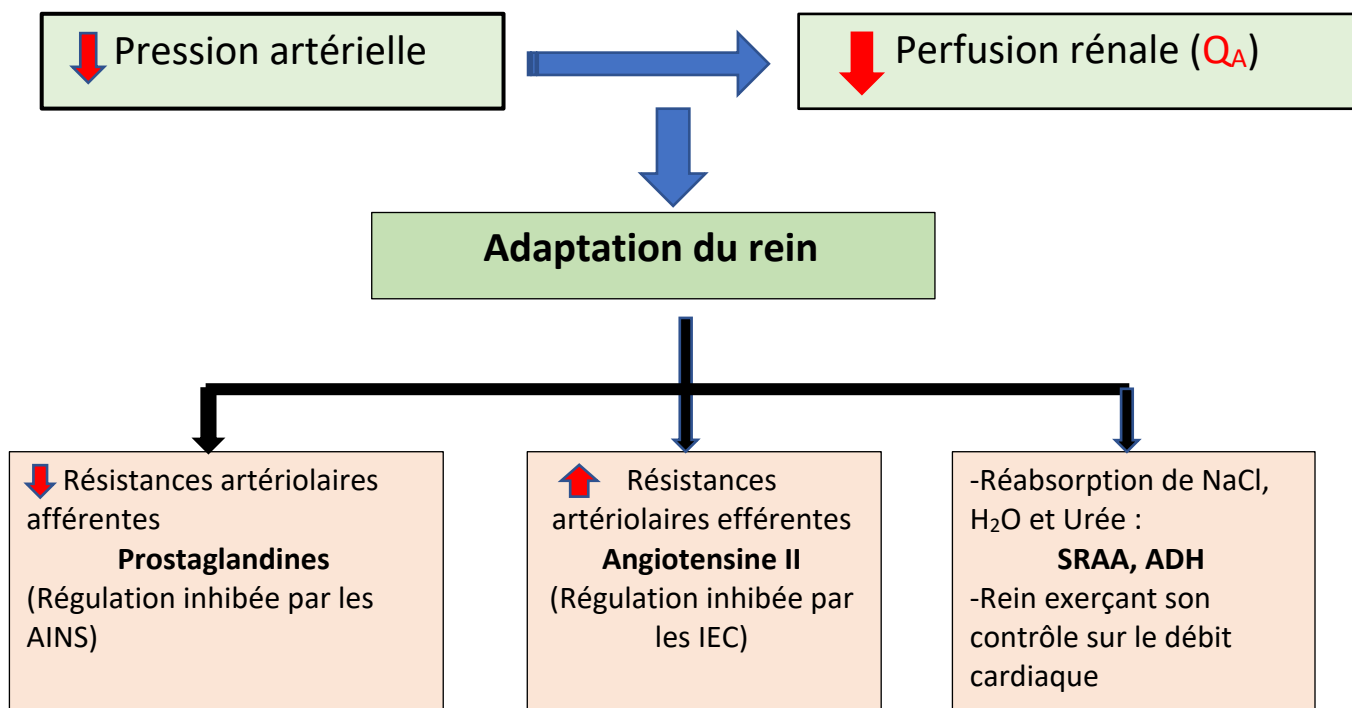 Pression artérielle
Perfusion rénale (QA)
Adaptation du rein
Résistances artériolaires
afférentes
Prostaglandines
(Régulation inhibée par les
AINS)
Résistances
artériolaires efférentes
Angiotensine II
(Régulation inhibée par
les IEC)
-Réabsorption de NaCl,
H₂O et Urée :
SRAA, ADH
-Rein exerçant son
contrôle sur le débit
cardiaque